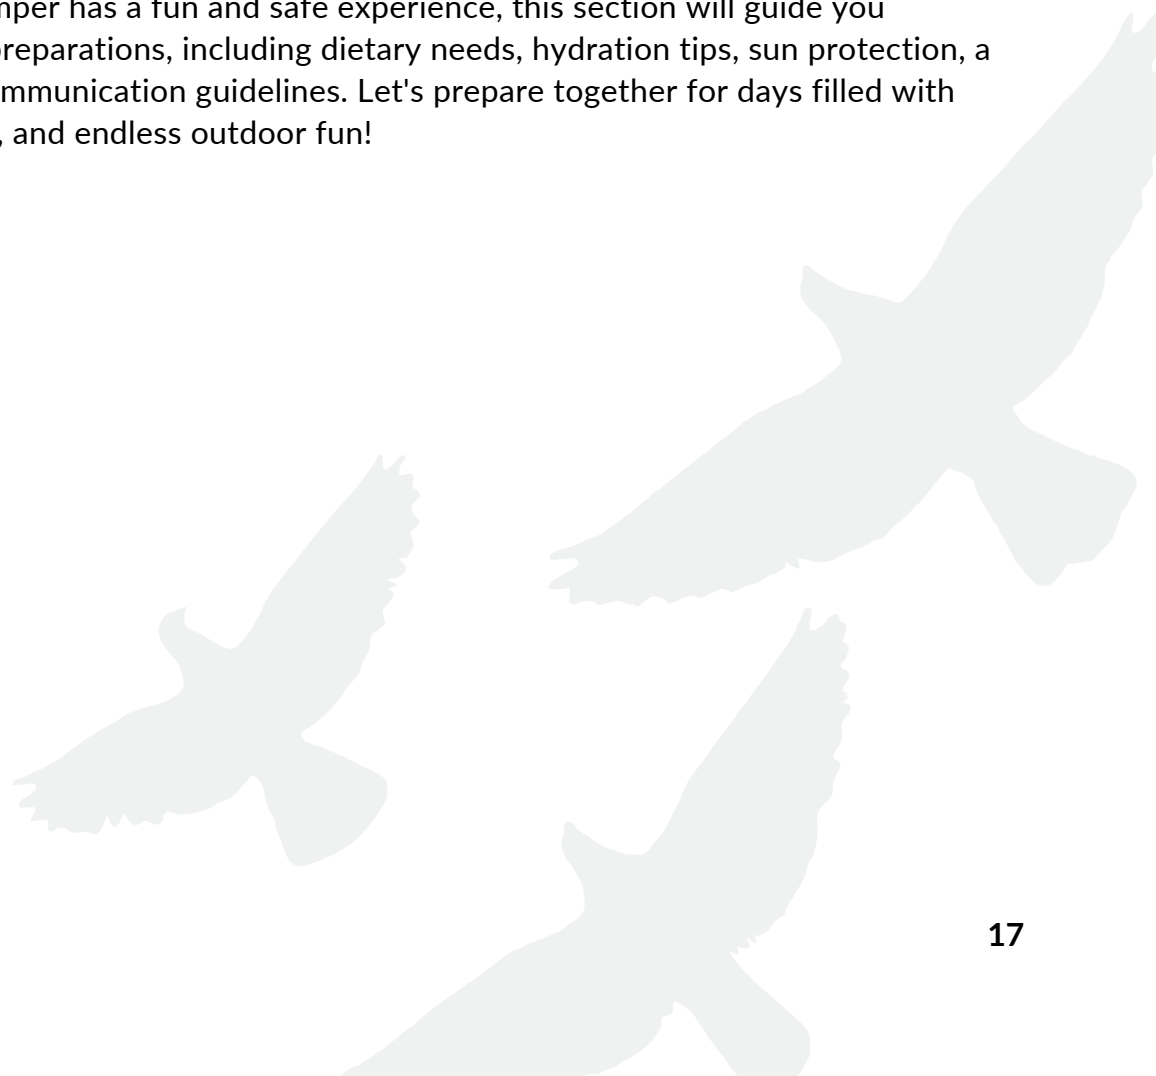 mper has a fun and safe experience, this section will guide you
preparations, including dietary needs, hydration tips, sun protection, a
mmunication guidelines. Let's prepare together for days filled with
, and endless outdoor fun!
17